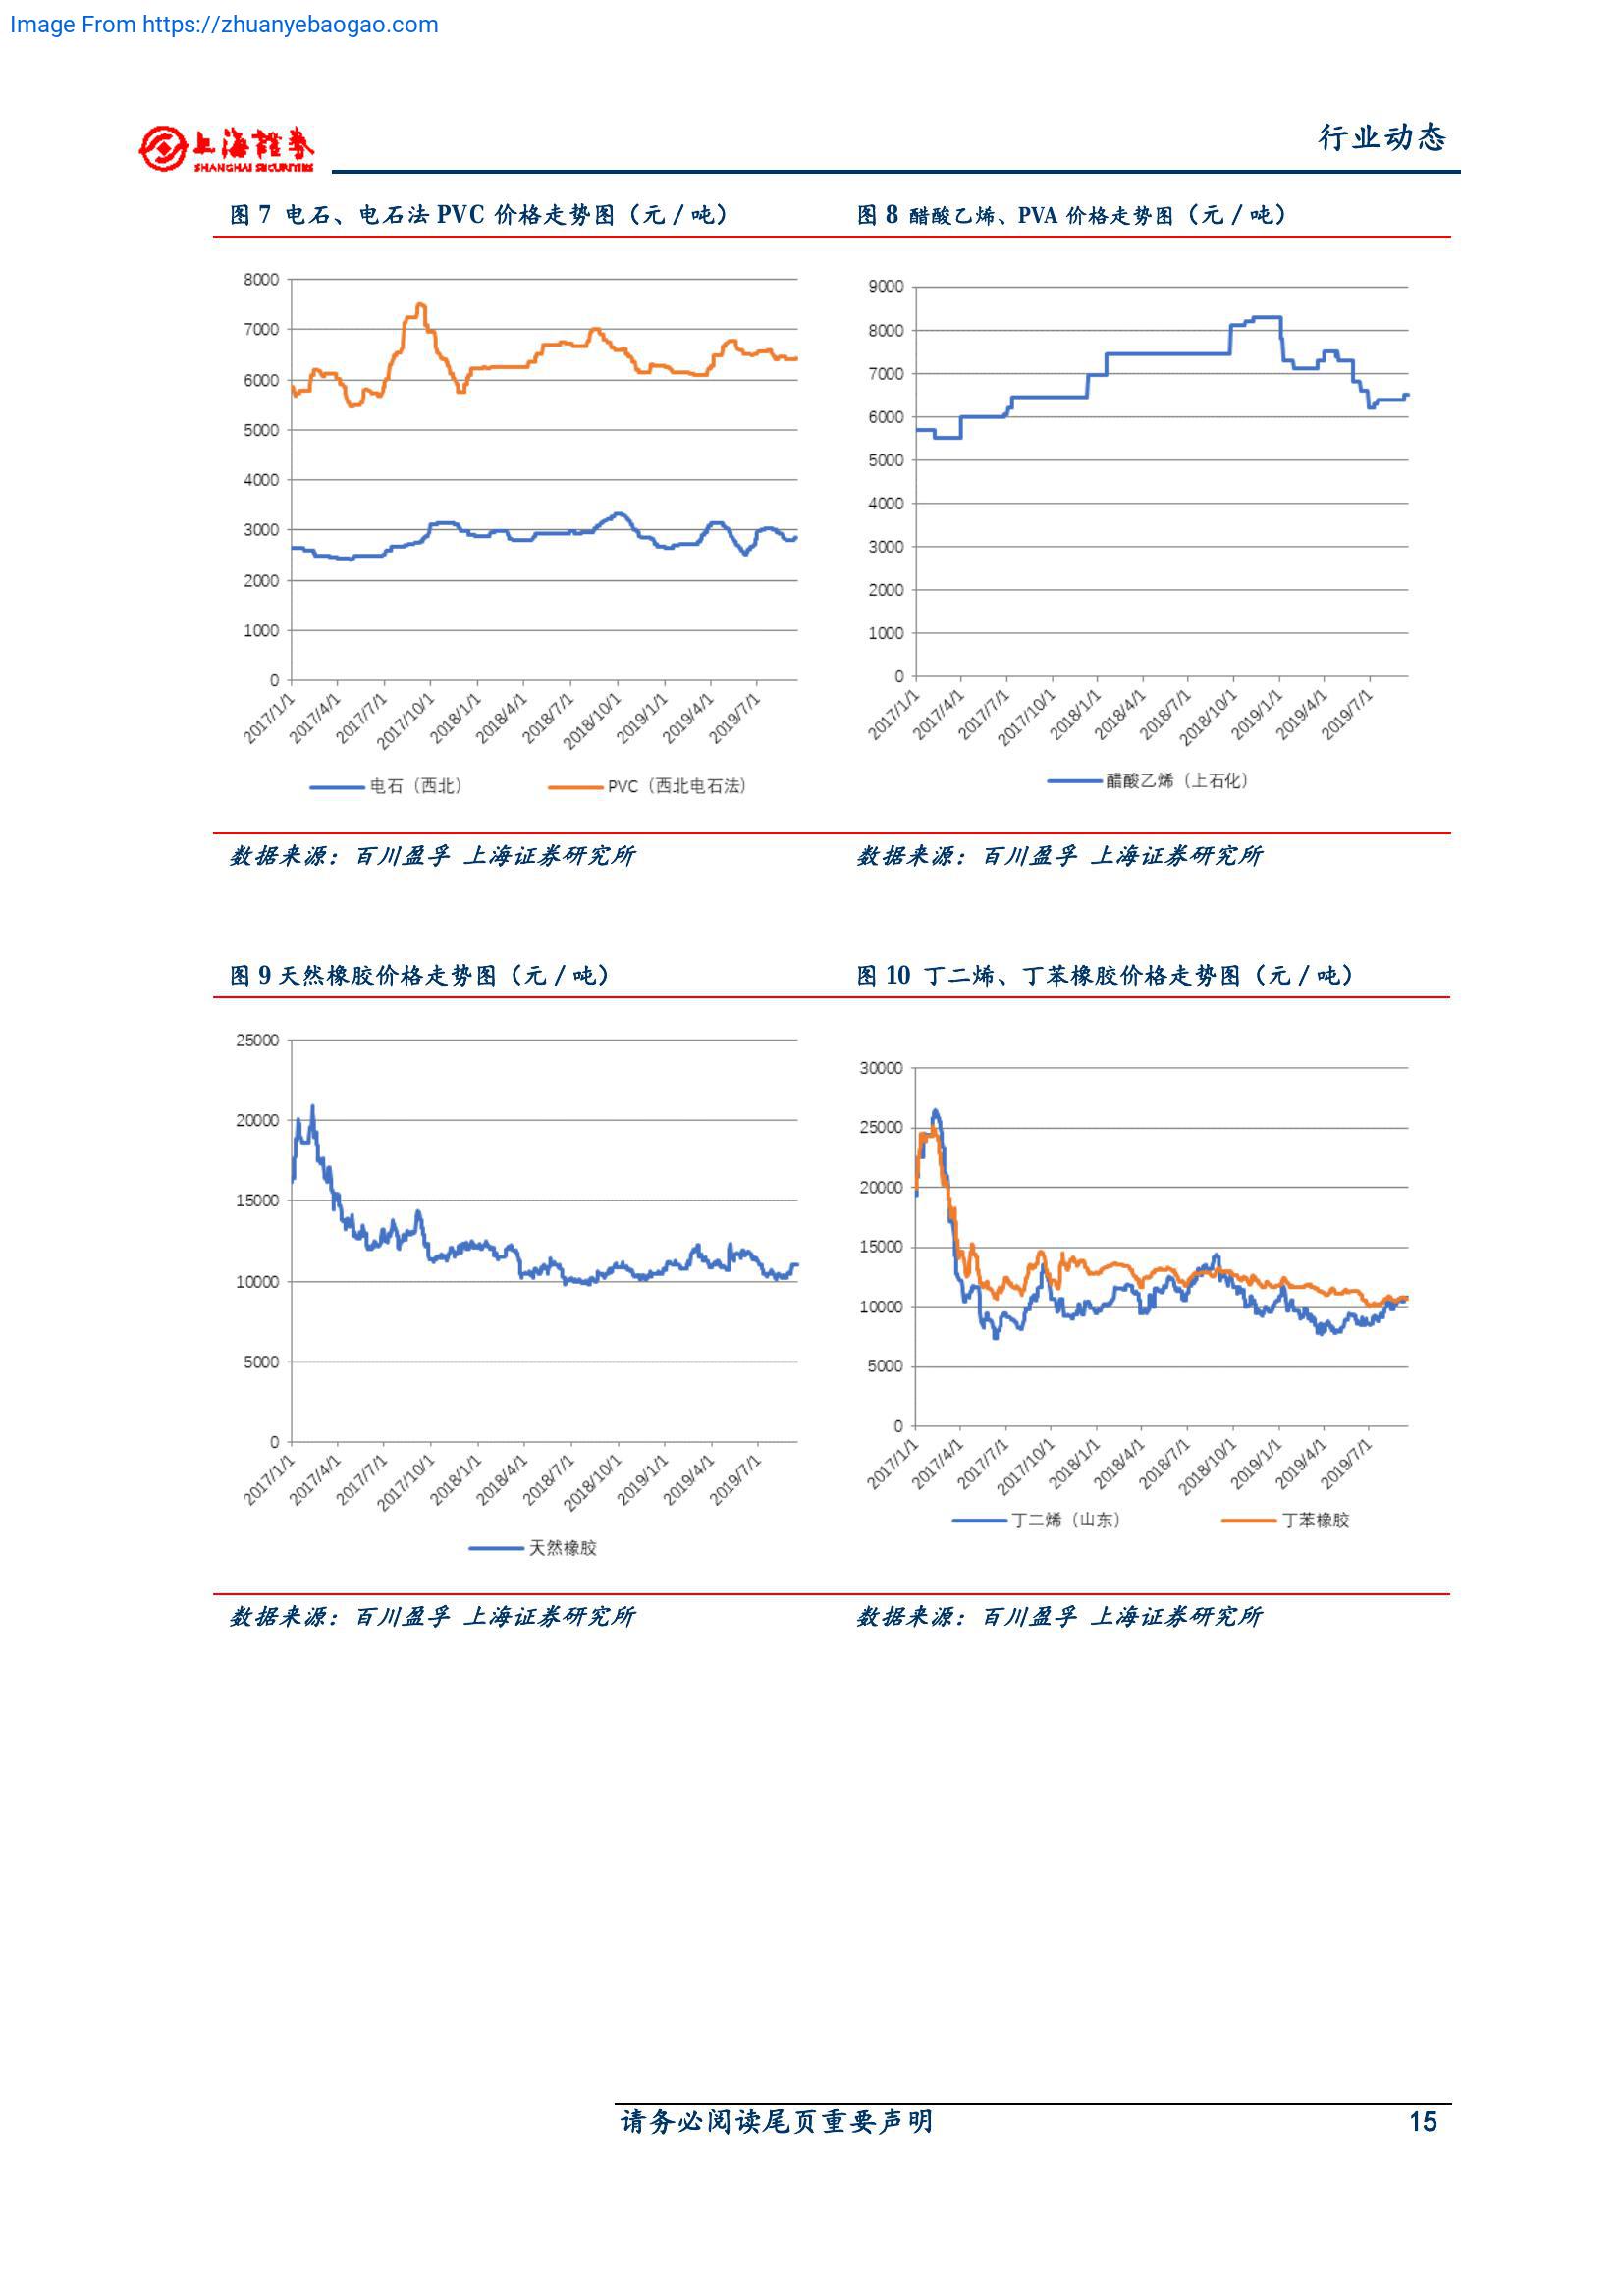 Image From https://zhuanyebaogao.com
上海證券
SHANGHAI SECURITIES
行业动态
图 7 电石、电石法 PVC 价格走势图（元/吨）
8000
7000
6000
5000
4000
3000
2000
1000
0
2017/1/1 2017/4/1 2017/7/1 2017/10/1 2018/1/1 2018/4/1 2018/7/1 2018/10/1 2019/1/1 2019/4/1 2019/7/1
电石（西北） PVC（西北电石法）
数据来源：百川盈孚 上海证券研究所
图 8 醋酸乙烯、PVA 价格走势图（元/吨）
9000
8000
7000
6000
5000
4000
3000
2000
1000
0
2017/1/1 2017/4/1 2017/7/1 2017/10/1 2018/1/1 2018/4/1 2018/7/1 2018/10/1 2019/1/1 2019/4/1 2019/7/1
醋酸乙烯（上石化）
数据来源：百川盈孚 上海证券研究所
图 9 天然橡胶价格走势图（元/吨）
25000
20000
15000
10000
5000
0
2017/1/1 2017/4/1 2017/7/1 2017/10/1 2018/1/1 2018/4/1 2018/7/1 2018/10/1 2019/1/1 2019/4/1 2019/7/1
天然橡胶
数据来源：百川盈孚 上海证券研究所
图 10 丁二烯、丁苯橡胶价格走势图（元/吨）
30000
25000
20000
15000
10000
5000
0
2017/1/1 2017/4/1 2017/7/1 2017/10/1 2018/1/1 2018/4/1 2018/7/1 2018/10/1 2019/1/1 2019/4/1 2019/7/1
丁二烯（山东） 丁苯橡胶
数据来源：百川盈孚 上海证券研究所
请务必阅读尾页重要声明 15